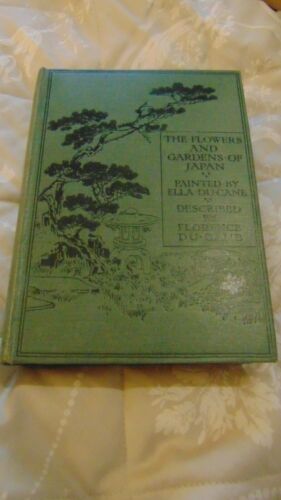 THE FLOWERS
AND
GARDENS OF
JAPAN
PAINTED BY
ELLA DU CANE
DESCRIBED
BY
FLORENCE
DU CANE